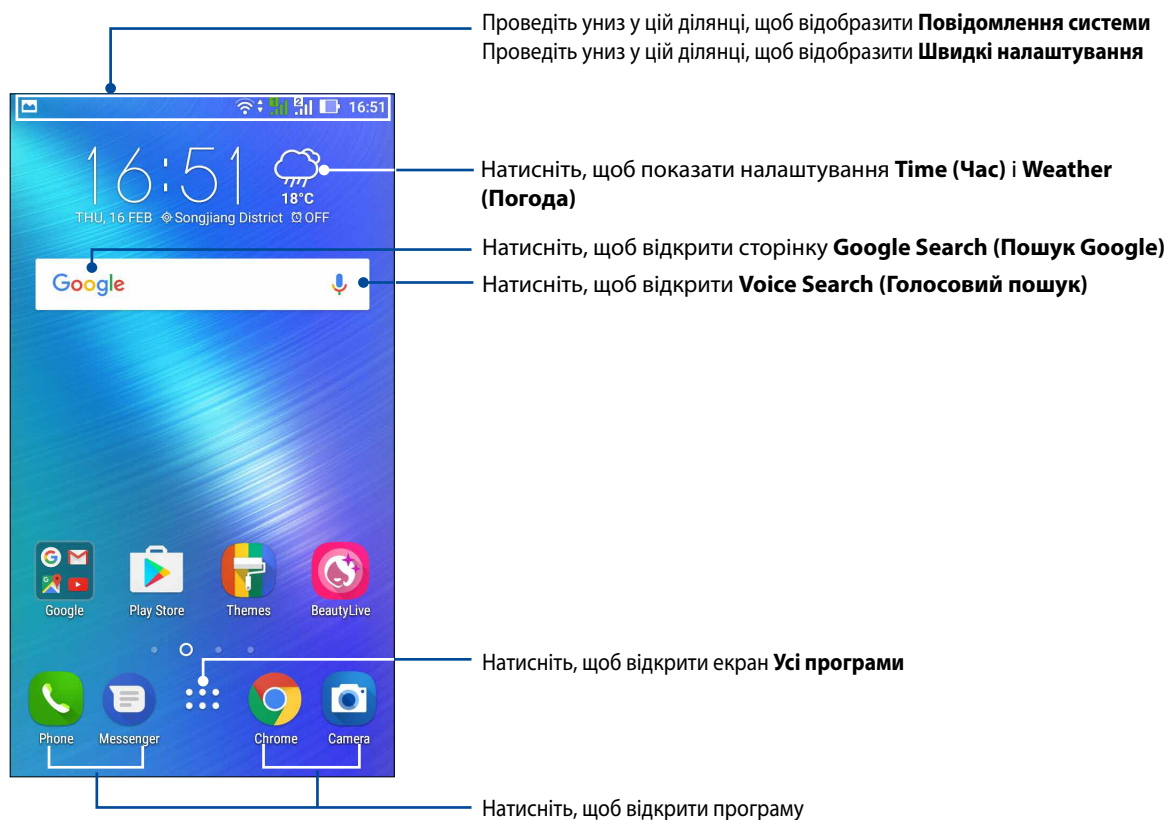 Проведіть униз у цій ділянці, щоб відобразити Повідомлення системи
Проведіть униз у цій ділянці, щоб відобразити Швидкі налаштування
2
16:51
16:51
18°C
THU, 16 FEB Songjiang District OFF
Натисніть, щоб показати налаштування Time (Час) і Weather
(Погода)
Натисніть, щоб відкрити сторінку Google Search (Пошук Google)
Google
Натисніть, щоб відкрити Voice Search (Голосовий пошук)
Google
Play Store
Themes
BeautyLive
Натисніть, щоб відкрити екран Усі програми
Phone
Messenger
Chrome
Camera
Натисніть, щоб відкрити програму